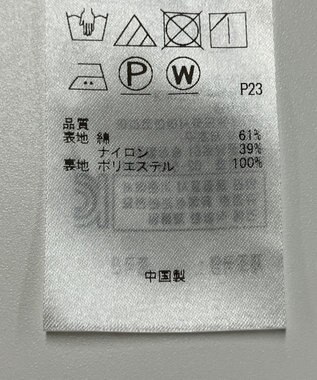 P W
P23
品質
表地 綿 61%
ナイロン 39%
裏地 ポリエステル 100%
中国製